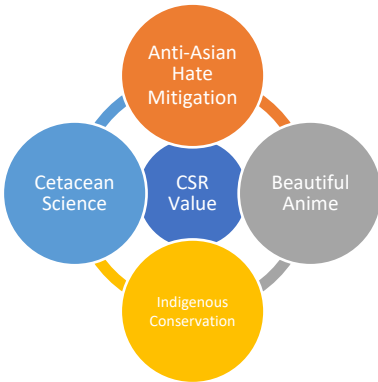 Anti-Asian
Hate
Mitigation
Cetacean
Science
CSR
Value
Beautiful
Anime
Indigenous
Conservation